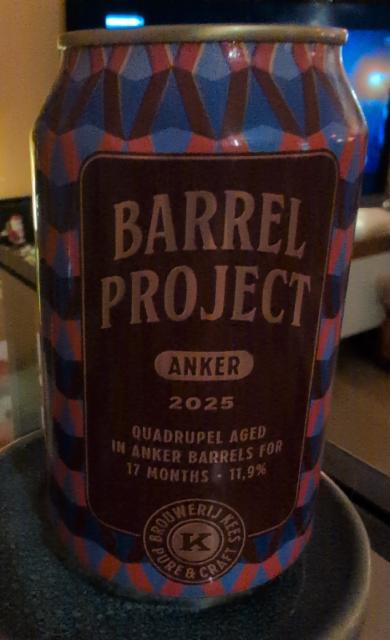 BARREL
PROJECT
ANKER
2025
QUADRUPEL AGED
IN ANKER BARRELS FOR
17 MONTHS • 11,9%
BROUWERIJ KEES
K
PURE & CRAFT